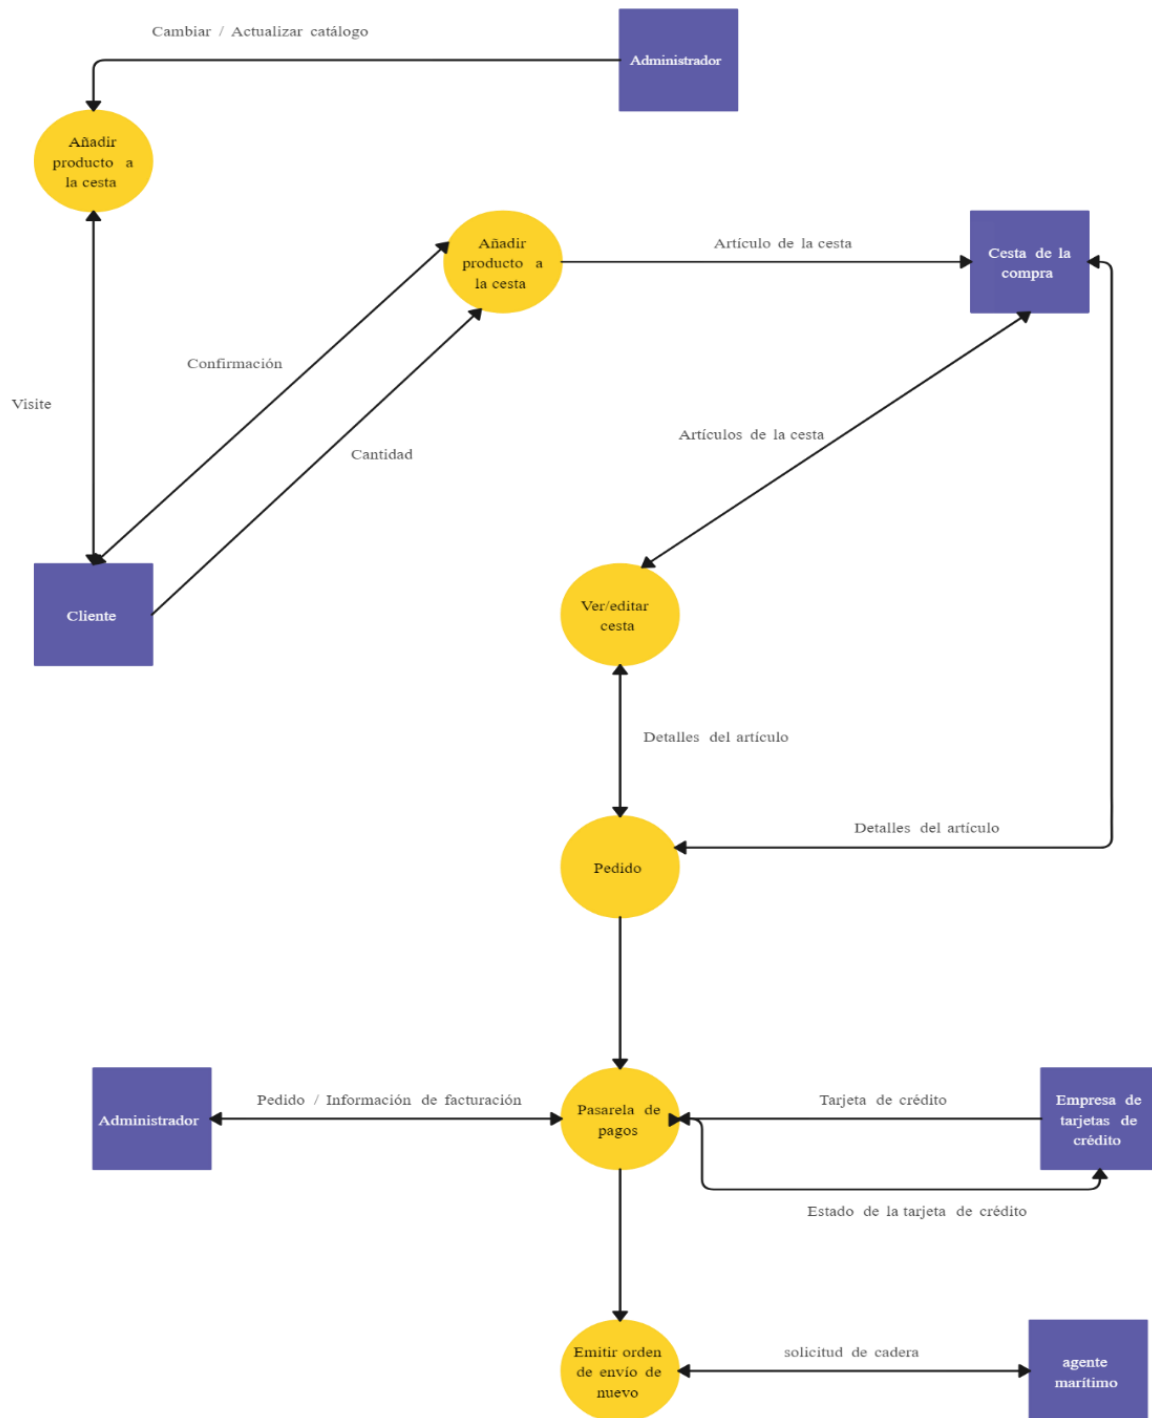 Cambiar / Actualizar catálogo
Administrador
Añadir
producto a
la cesta
Añadir
producto a
la cesta
Artículo de la cesta
Cesta de la
compra
Confirmación
Visite
Artículos de la cesta
Cantidad
Cliente
Ver/editar
cesta
Detalles del artículo
Detalles del artículo
Pedido
Administrador
Pedido / Información de facturación
Pasarela de
pagos
Tarjeta de crédito
Empresa de
tarjetas de
crédito
Estado de la tarjeta de crédito
Emitir orden
de envío de
nuevo
solicitud de cadera
agente
marítimo